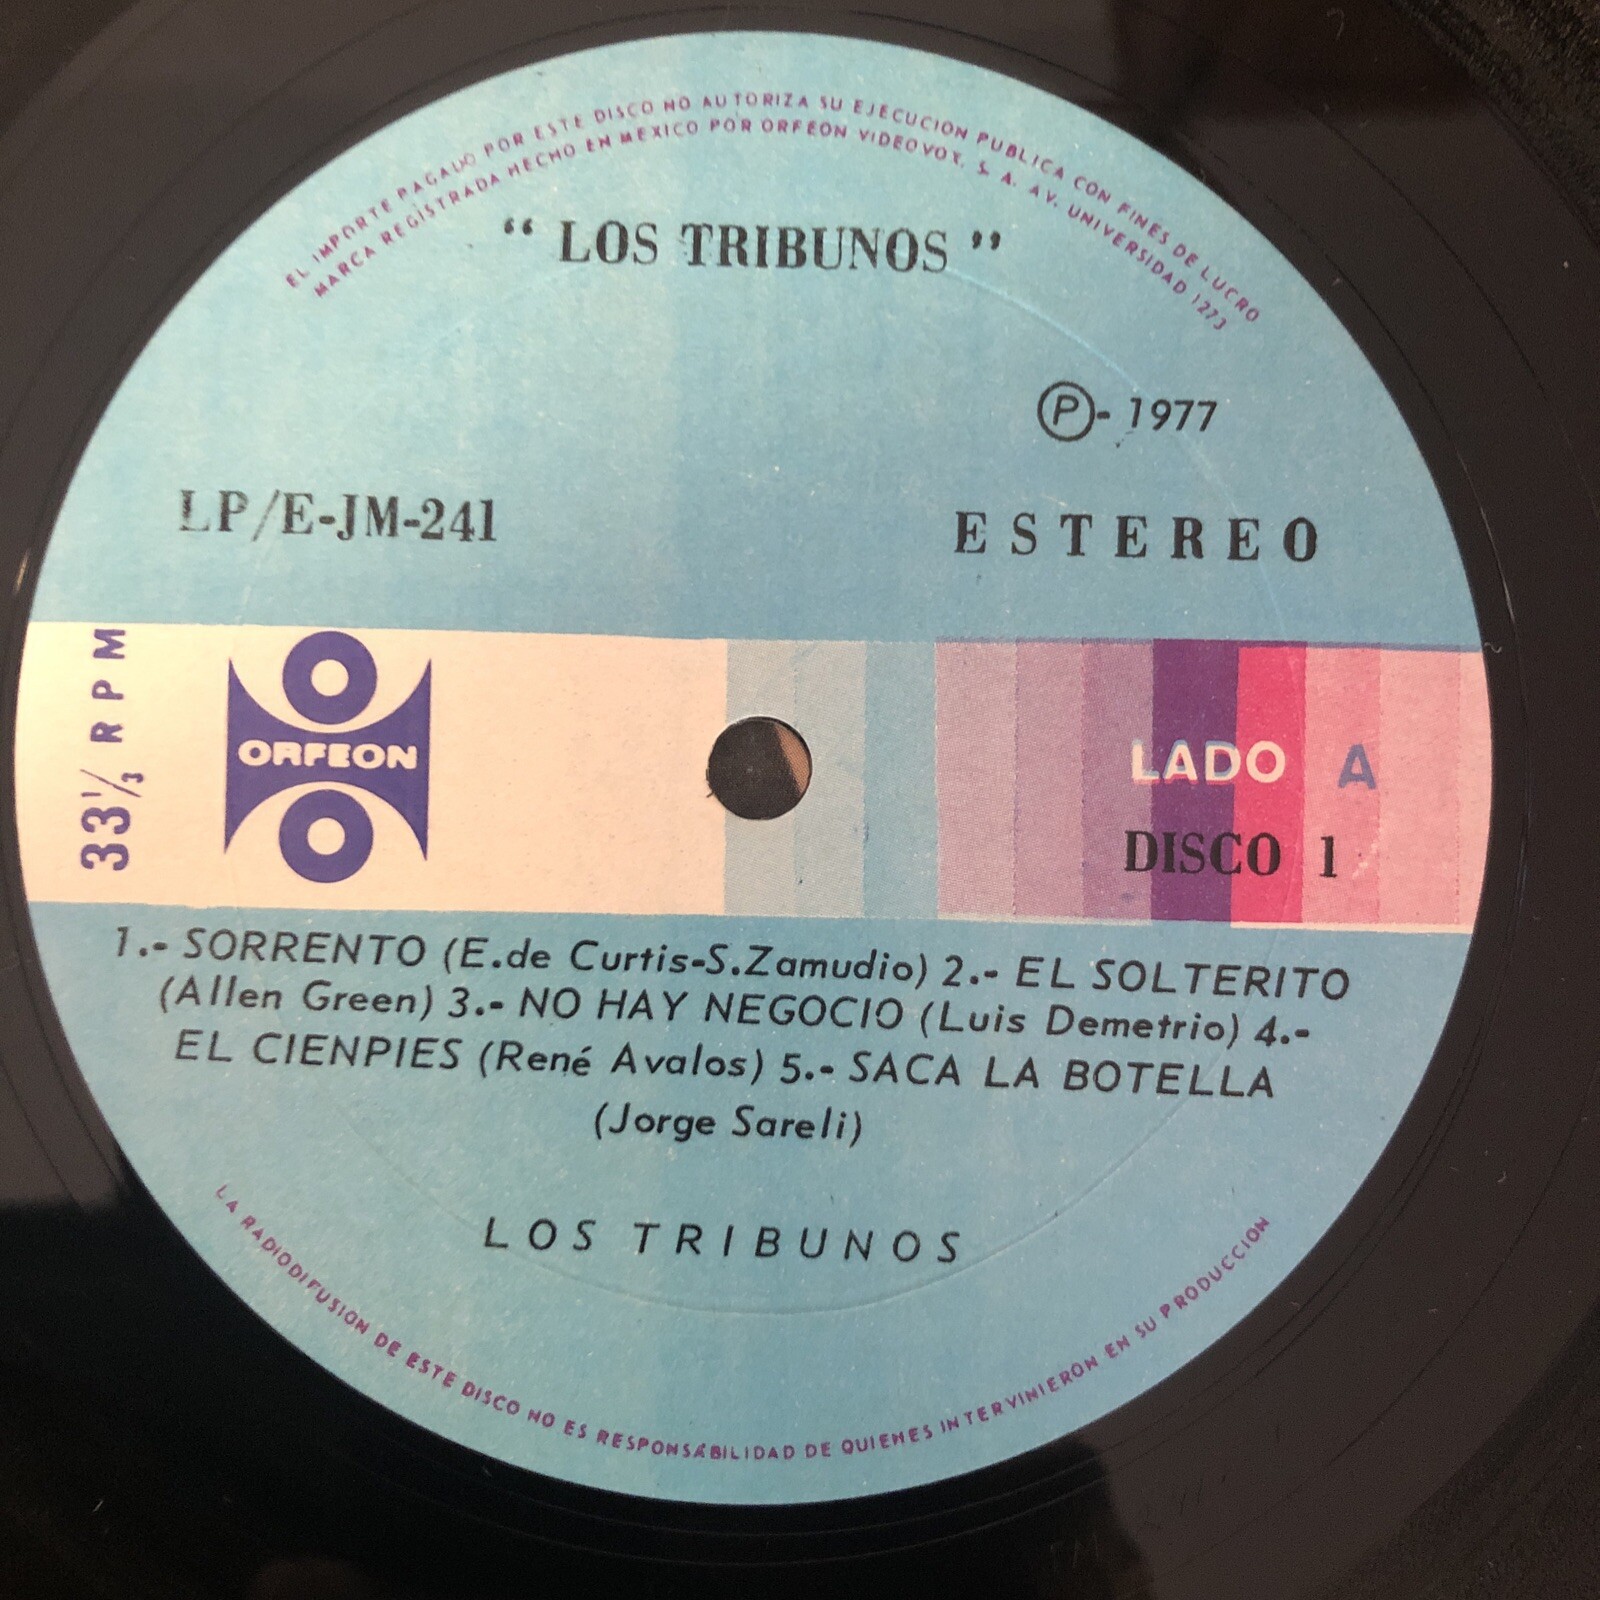 EL IMPORTE PAGADO POR ESTE DISCO NO AUTORIZA SU EJECUCION PUBLICA CON FINES DE LUCRO
MARCA REGISTRADA HECHO EN MEXICO POR ORFEON VIDEOVOX, S. A. AV. UNIVERSIDAD 1273
“ LOS TRIBUNOS ”
Ⓟ- 1977
LP/E-JM-241
ESTEREO
33 1/3 RPM
ORFEON
LADO A
DISCO 1
1.- SORRENTO (E.de Curtis-S.Zamudio) 2.- EL SOLTERITO
(Allen Green) 3.- NO HAY NEGOCIO (Luis Demetrio) 4.-
EL CIENPIES (René Avalos) 5.- SACA LA BOTELLA
(Jorge Sareli)
LOS TRIBUNOS
LA RADIODIFUSION DE ESTE DISCO NO ES RESPONSABILIDAD DE QUIENES INTERVINIERON EN SU PRODUCCION